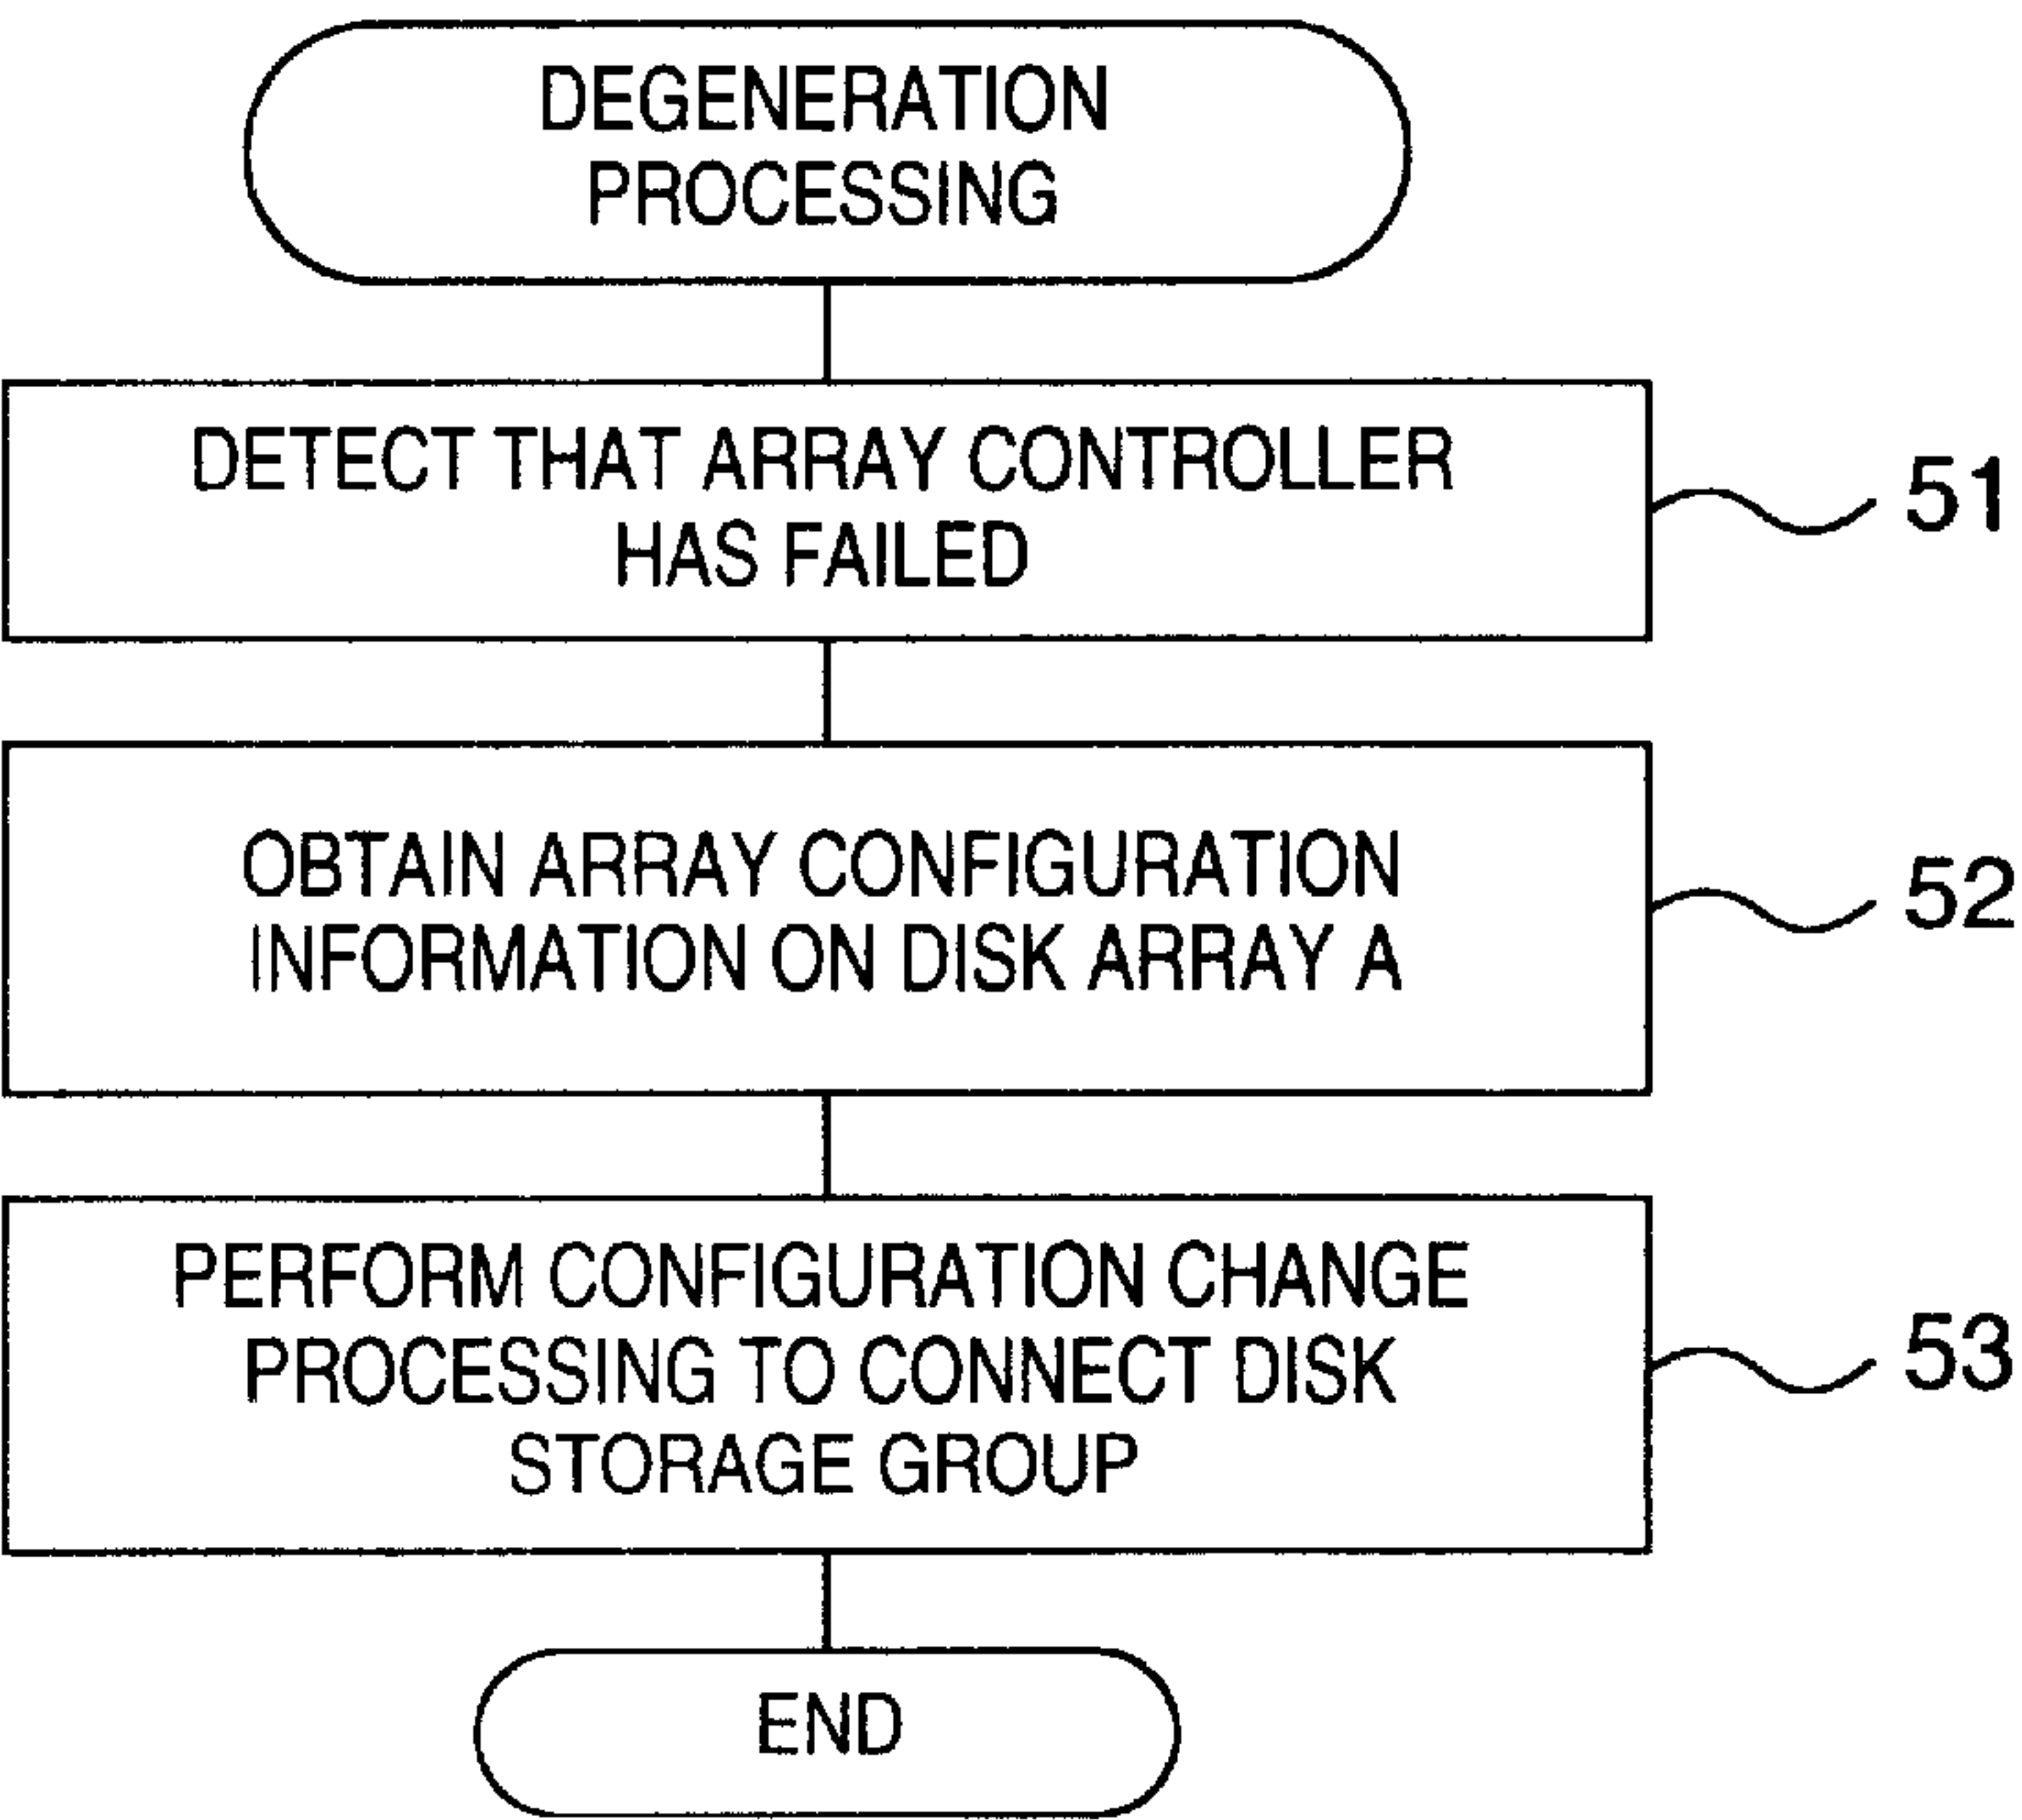 DEGENERATION
PROCESSING
DETECT THAT ARRAY CONTROLLER
HAS FAILED
51
OBTAIN ARRAY CONFIGURATION
INFORMATION ON DISK ARRAY A
52
PERFORM CONFIGURATION CHANGE
PROCESSING TO CONNECT DISK
STORAGE GROUP
53
END